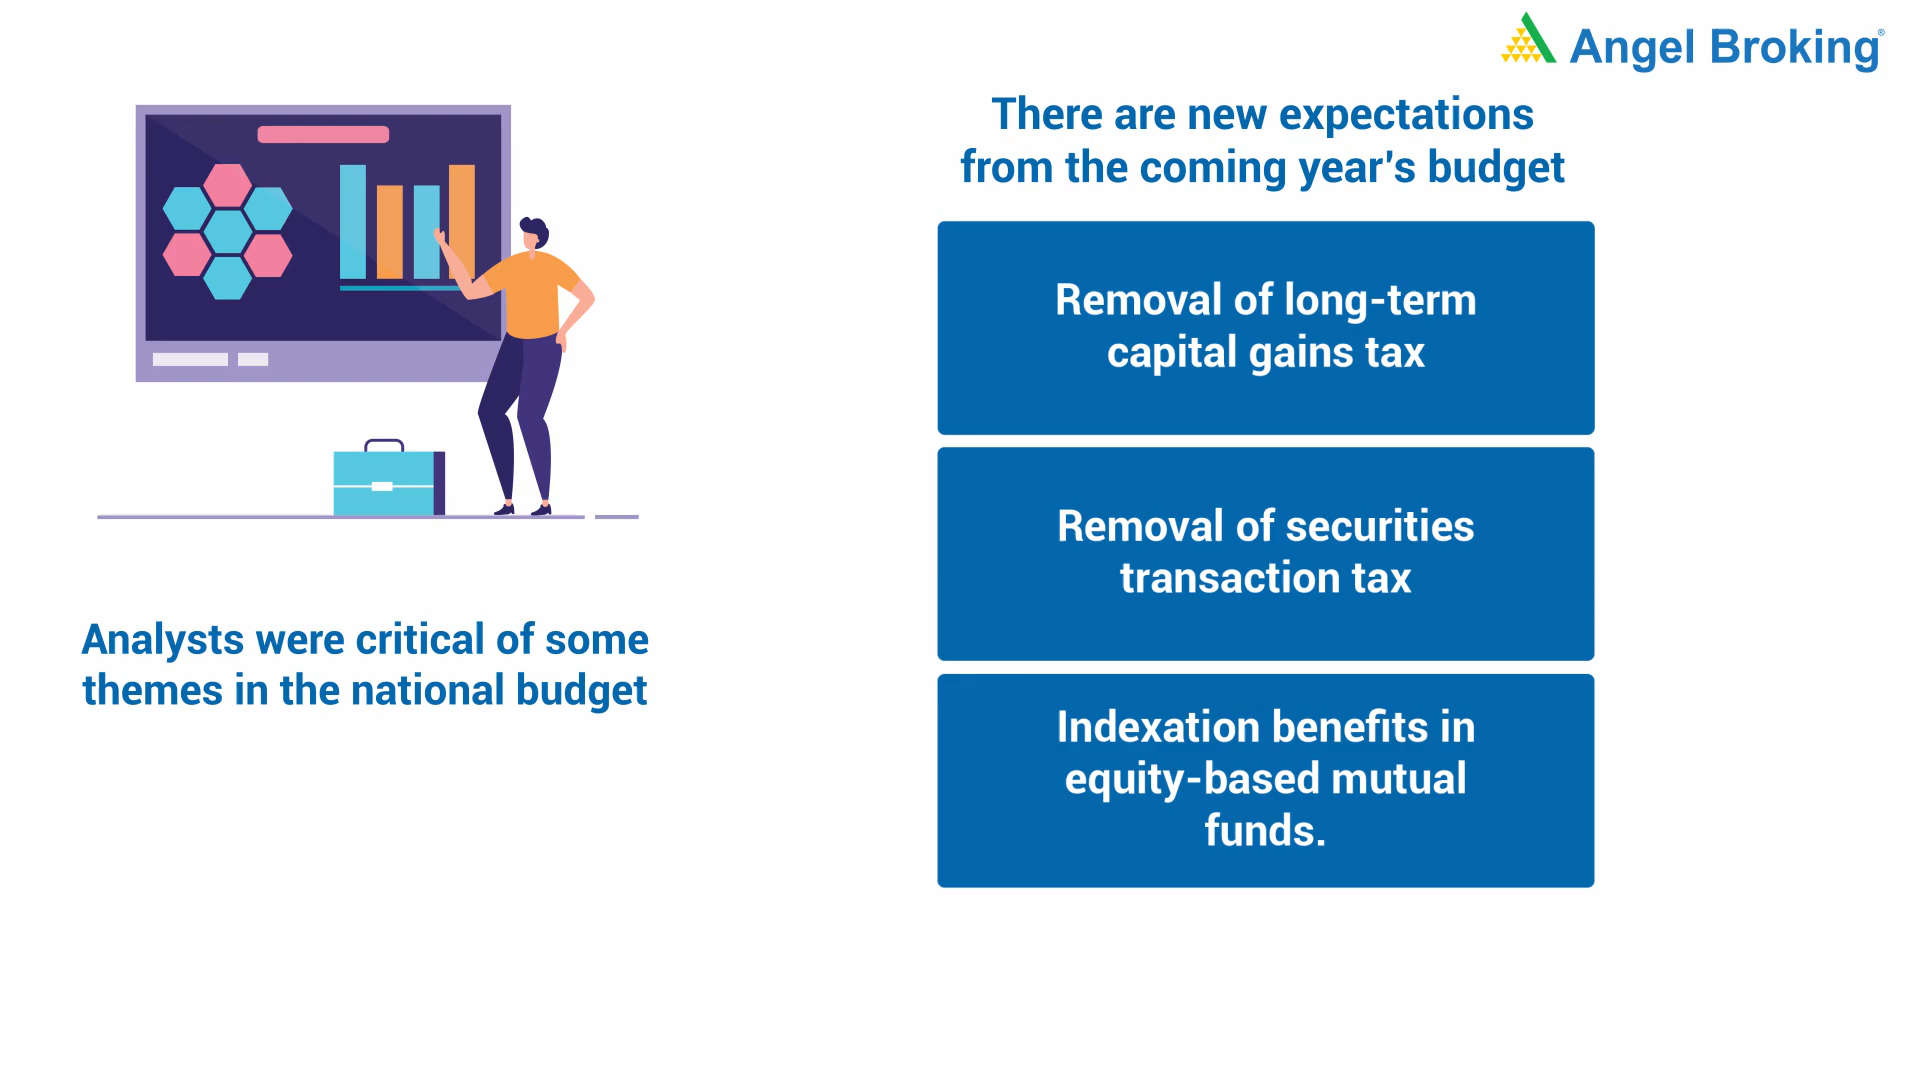 Angel Broking®
There are new expectations
from the coming year's budget
Removal of long-term
capital gains tax
Removal of securities
transaction tax
Indexation benefits in
equity-based mutual
funds.
Analysts were critical of some
themes in the national budget